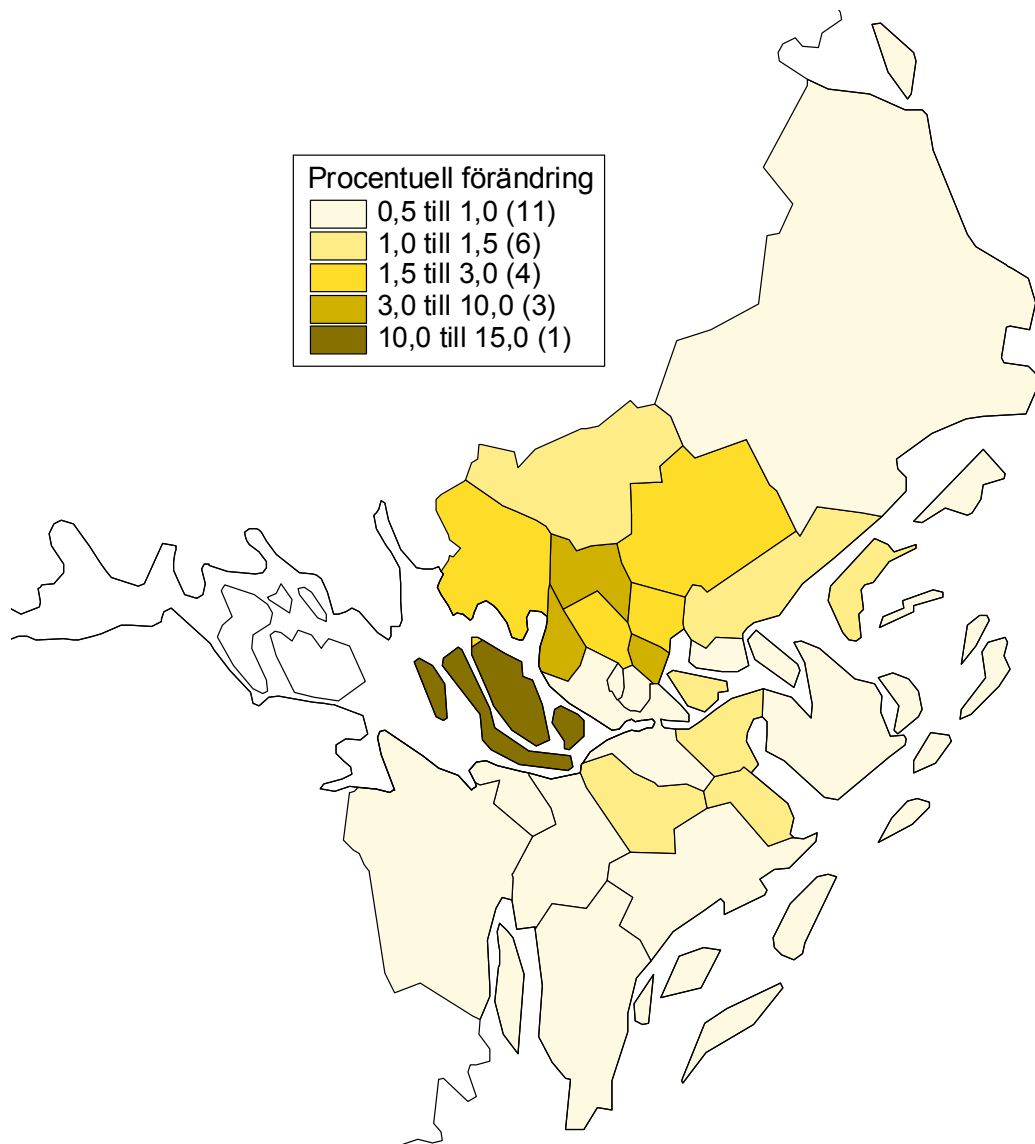 Procentuell förändring
0,5 till 1,0 (11)
1,0 till 1,5 (6)
1,5 till 3,0 (4)
3,0 till 10,0 (3)
10,0 till 15,0 (1)